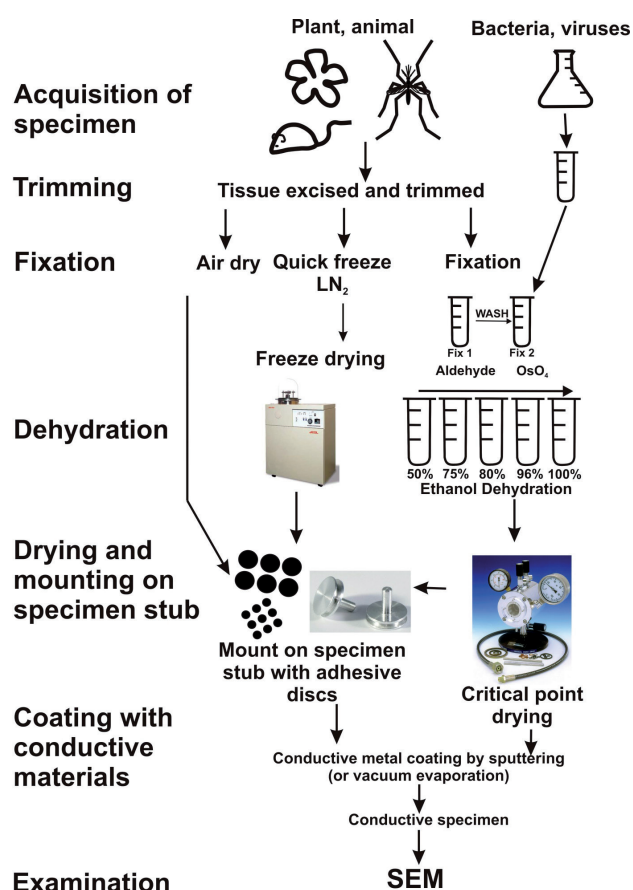 Plant, animal
Bacteria, viruses
Acquisition of
specimen
Trimming
Tissue excised and trimmed
Fixation
Air dry
Quick freeze
LN₂
Fixation
WASH
Fix 1
Fix 2
Aldehyde
OsO₄
Freeze drying
Dehydration
50% 75% 80% 96% 100%
Ethanol Dehydration
Drying and
mounting on
specimen stub
Mount on specimen
stub with adhesive
discs
Critical point
drying
Coating with
conductive
materials
Conductive metal coating by sputtering
(or vacuum evaporation)
Conductive specimen
Examination
SEM